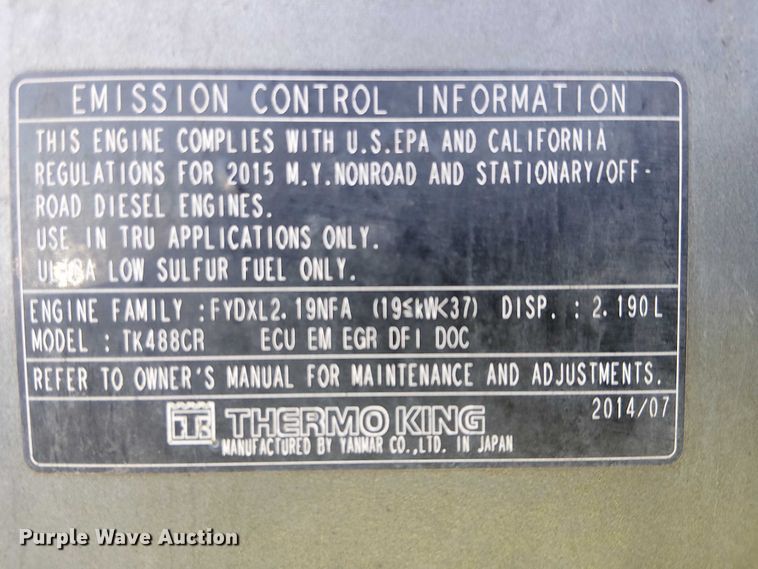 EMISSION CONTROL INFORMATION
THIS ENGINE COMPLIES WITH U.S.EPA AND CALIFORNIA
REGULATIONS FOR 2015 M.Y.NONROAD AND STATIONARY/OFF-
ROAD DIESEL ENGINES.
USE IN TRU APPLICATIONS ONLY.
ULTRA LOW SULFUR FUEL ONLY.
ENGINE FAMILY :FYDXL2.19NFA (19≤kW<37) DISP. : 2.190L
MODEL : TK488CR ECU EM EGR DFI DOC
REFER TO OWNER'S MANUAL FOR MAINTENANCE AND ADJUSTMENTS.
TK THERMO KING 2014/07
MANUFACTURED BY YANMAR CO.,LTD. IN JAPAN
Purple Wave Auction